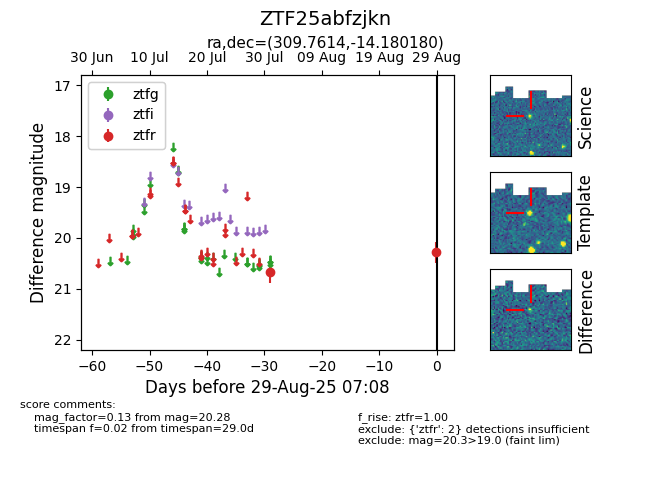 ZTF25abfzjkn
ra,dec=(309.7614,-14.180180)
30 Jun 10 Jul 20 Jul 30 Jul 09 Aug 19 Aug 29 Aug
17
18
19
20
21
22
Difference magnitude
ztfg
ztfi
ztfr
−60 −50 −40 −30 −20 −10 0
Days before 29-Aug-25 07:08
Science
Template
Difference
score comments:
mag_factor=0.13 from mag=20.28
timespan f=0.02 from timespan=29.0d
f_rise: ztfr=1.00
exclude: {'ztfr': 2} detections insufficient
exclude: mag=20.3>19.0 (faint lim)